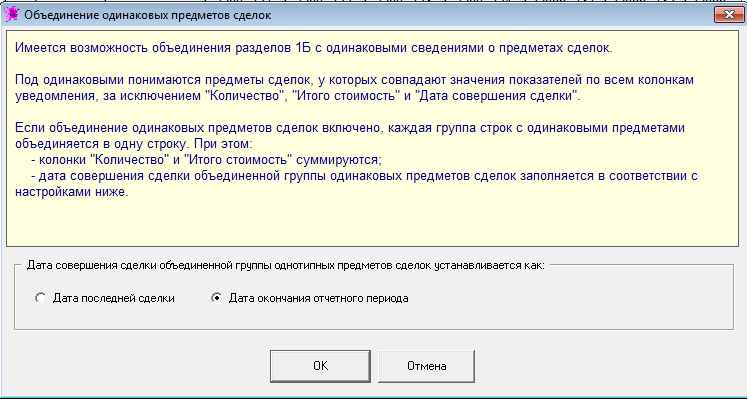 Объединение одинаковых предметов сделок
Имеется возможность объединения разделов 1Б с одинаковыми сведениями о предметах сделок.
Под одинаковыми понимаются предметы сделок, у которых совпадают значения показателей по всем колонкам
уведомления, за исключением "Количество", "Итого стоимость" и "Дата совершения сделки".
Если объединение одинаковых предметов сделок включено, каждая группа строк с одинаковыми предметами
объединяется в одну строку. При этом:
- колонки "Количество" и "Итого стоимость" суммируются;
- дата совершения сделки объединенной группы одинаковых предметов сделок заполняется в соответствии с
настройками ниже.
Дата совершения сделки объединенной группы однотипных предметов сделок устанавливается как:
Дата последней сделки
Дата окончания отчетного периода
OK
Отмена